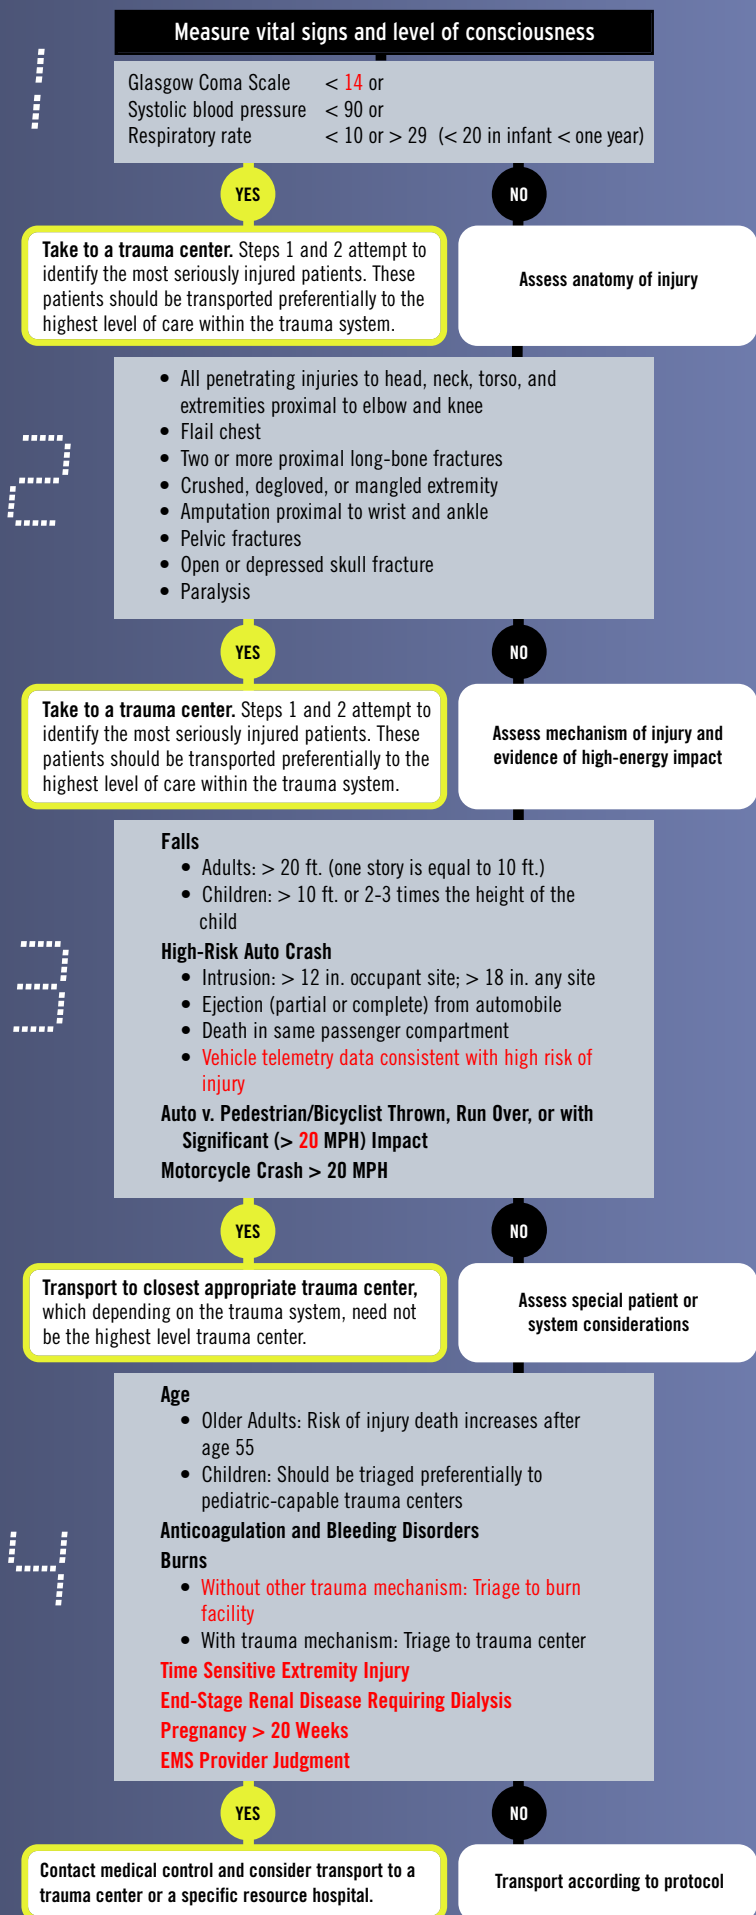 Measure vital signs and level of consciousness
1
Glasgow Coma Scale < 14 or
Systolic blood pressure < 90 or
Respiratory rate < 10 or > 29 (< 20 in infant < one year)
YES
NO
Take to a trauma center. Steps 1 and 2 attempt to
identify the most seriously injured patients. These
patients should be transported preferentially to the
highest level of care within the trauma system.
Assess anatomy of injury
2
• All penetrating injuries to head, neck, torso, and
extremities proximal to elbow and knee
• Flail chest
• Two or more proximal long-bone fractures
• Crushed, degloved, or mangled extremity
• Amputation proximal to wrist and ankle
• Pelvic fractures
• Open or depressed skull fracture
• Paralysis
YES
NO
Take to a trauma center. Steps 1 and 2 attempt to
identify the most seriously injured patients. These
patients should be transported preferentially to the
highest level of care within the trauma system.
Assess mechanism of injury and
evidence of high-energy impact
3
Falls
• Adults: > 20 ft. (one story is equal to 10 ft.)
• Children: > 10 ft. or 2-3 times the height of the
child
High-Risk Auto Crash
• Intrusion: > 12 in. occupant site; > 18 in. any site
• Ejection (partial or complete) from automobile
• Death in same passenger compartment
• Vehicle telemetry data consistent with high risk of
injury
Auto v. Pedestrian/Bicyclist Thrown, Run Over, or with
Significant (> 20 MPH) Impact
Motorcycle Crash > 20 MPH
YES
NO
Transport to closest appropriate trauma center,
which depending on the trauma system, need not
be the highest level trauma center.
Assess special patient or
system considerations
4
Age
• Older Adults: Risk of injury death increases after
age 55
• Children: Should be triaged preferentially to
pediatric-capable trauma centers
Anticoagulation and Bleeding Disorders
Burns
• Without other trauma mechanism: Triage to burn
facility
• With trauma mechanism: Triage to trauma center
Time Sensitive Extremity Injury
End-Stage Renal Disease Requiring Dialysis
Pregnancy > 20 Weeks
EMS Provider Judgment
YES
NO
Contact medical control and consider transport to a
trauma center or a specific resource hospital.
Transport according to protocol